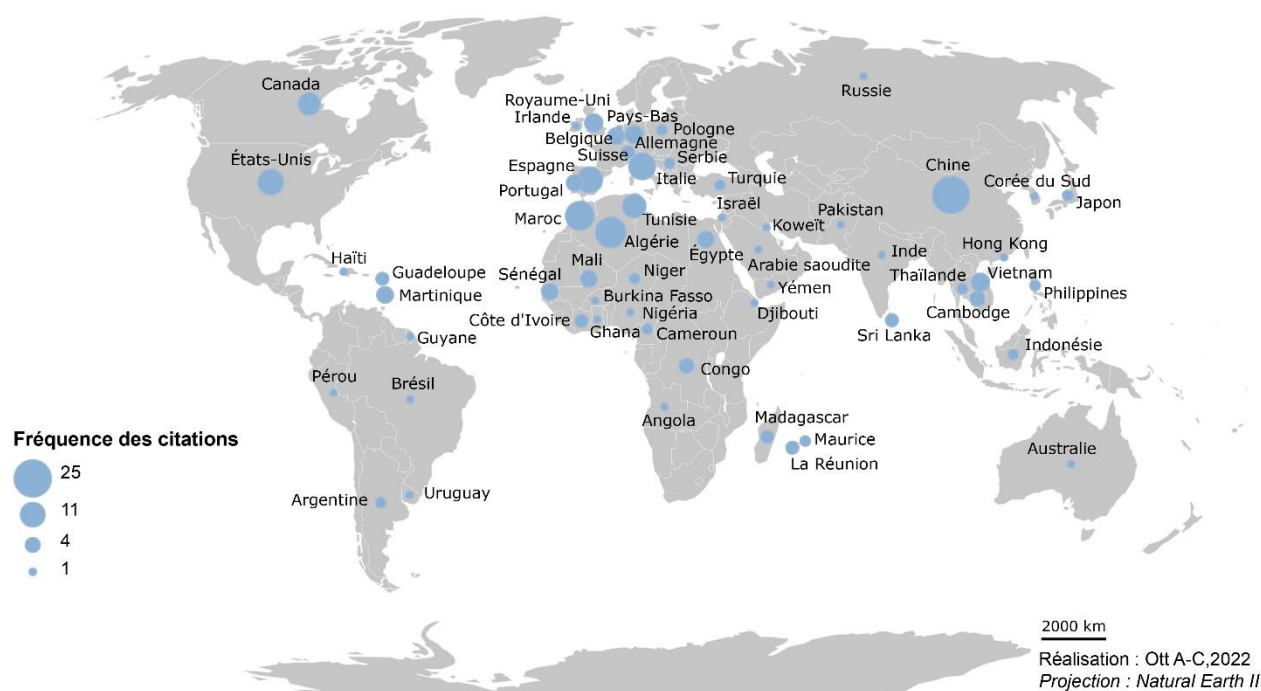 Canada
Russie
Royaume-Uni
Irlande
Pays-Bas
Pologne
Belgique
Allemagne
Suisse
Serbie
États-Unis
Espagne
Italie
Turquie
Chine
Corée du Sud
Portugal
Japon
Maroc
Tunisie
Israël
Koweït
Pakistan
Algérie
Égypte
Inde
Hong Kong
Haïti
Arabie saoudite
Guadeloupe
Mali
Niger
Thaïlande
Vietnam
Sénégal
Yémen
Philippines
Martinique
Burkina Fasso
Djibouti
Cambodge
Côte d'Ivoire
Nigéria
Ghana
Cameroun
Sri Lanka
Guyane
Indonésie
Congo
Pérou
Brésil
Angola
Madagascar
Maurice
La Réunion
Australie
Argentine
Uruguay
Fréquence des citations
25
11
4
1
2000 km
Réalisation : Ott A-C,2022
Projection : Natural Earth II